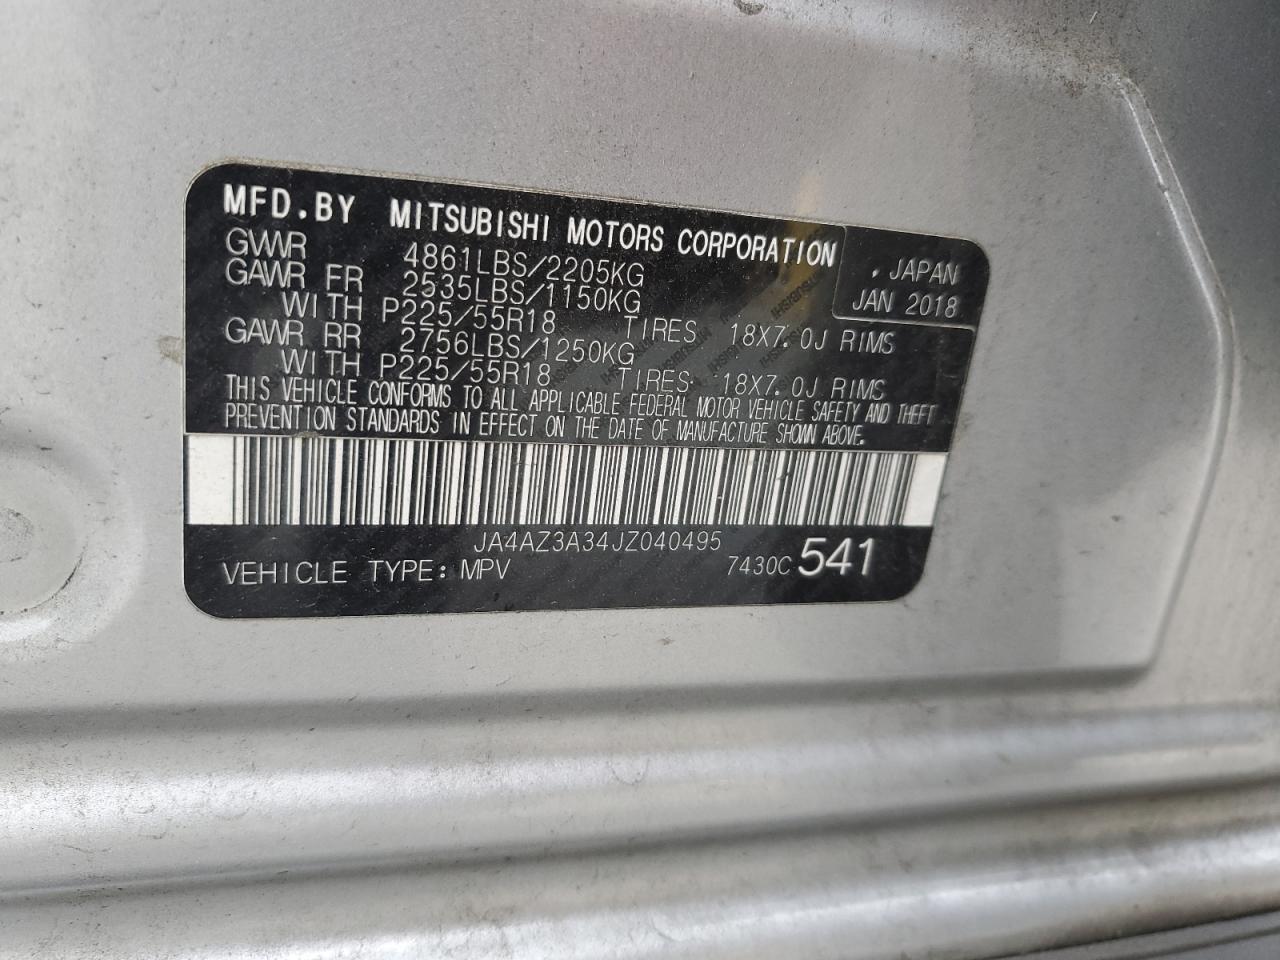 MFD.BY MITSUBISHI MOTORS CORPORATION
. JAPAN
JAN 2018
GVWR 4861LBS/2205KG
GAWR FR 2535LBS/1150KG
WITH P225/55R18 TIRES 18X7.0J RIMS
GAWR RR 2756LBS/1250KG
WITH P225/55R18 TIRES 18X7.0J RIMS
THIS VEHICLE CONFORMS TO ALL APPLICABLE FEDERAL MOTOR VEHICLE SAFETY AND THEFT
PREVENTION STANDARDS IN EFFECT ON THE DATE OF MANUFACTURE SHOWN ABOVE.
JA4AZ3A34JZ040495
VEHICLE TYPE: MPV 7430C 541